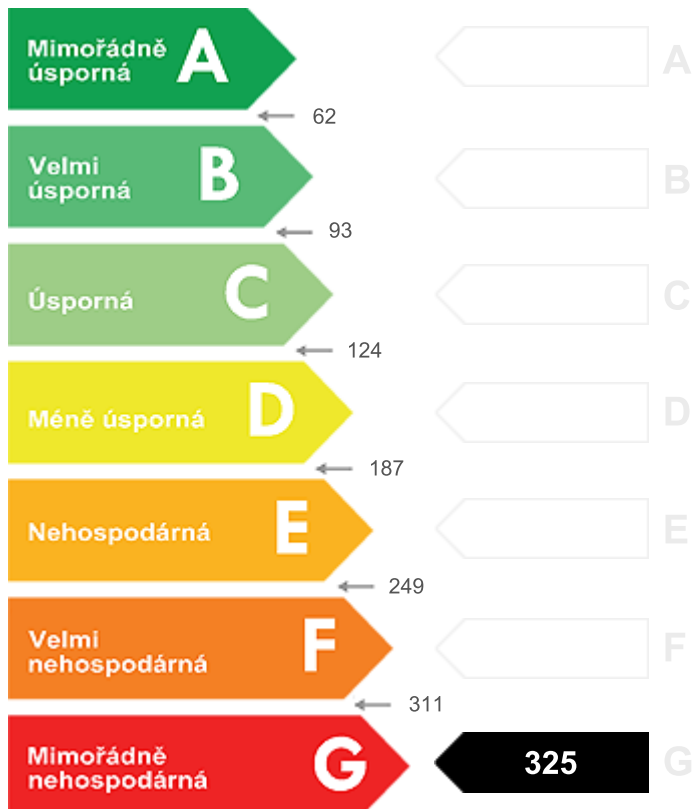 Mimořádně
úsporná
A
A
62
Velmi
úsporná
B
B
93
Úsporná
C
C
124
Méně úsporná
D
D
187
Nehospodárná
E
E
249
Velmi
nehospodárná
F
F
311
Mimořádně
nehospodárná
G
325
G